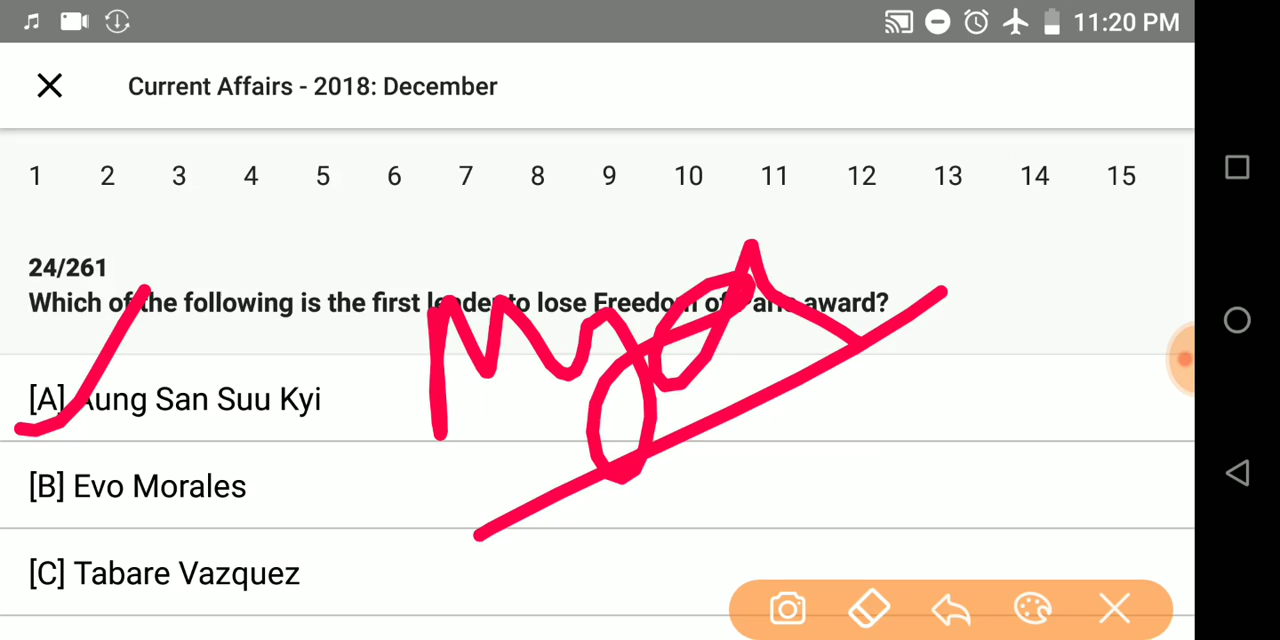 11:20 PM
Current Affairs - 2018: December
1 2 3 4 5 6 7 8 9 10 11 12 13 14 15
24/261
Which of the following is the first leader to lose Freedom of Paris award?
[A] Aung San Suu Kyi
[B] Evo Morales
[C] Tabare Vazquez